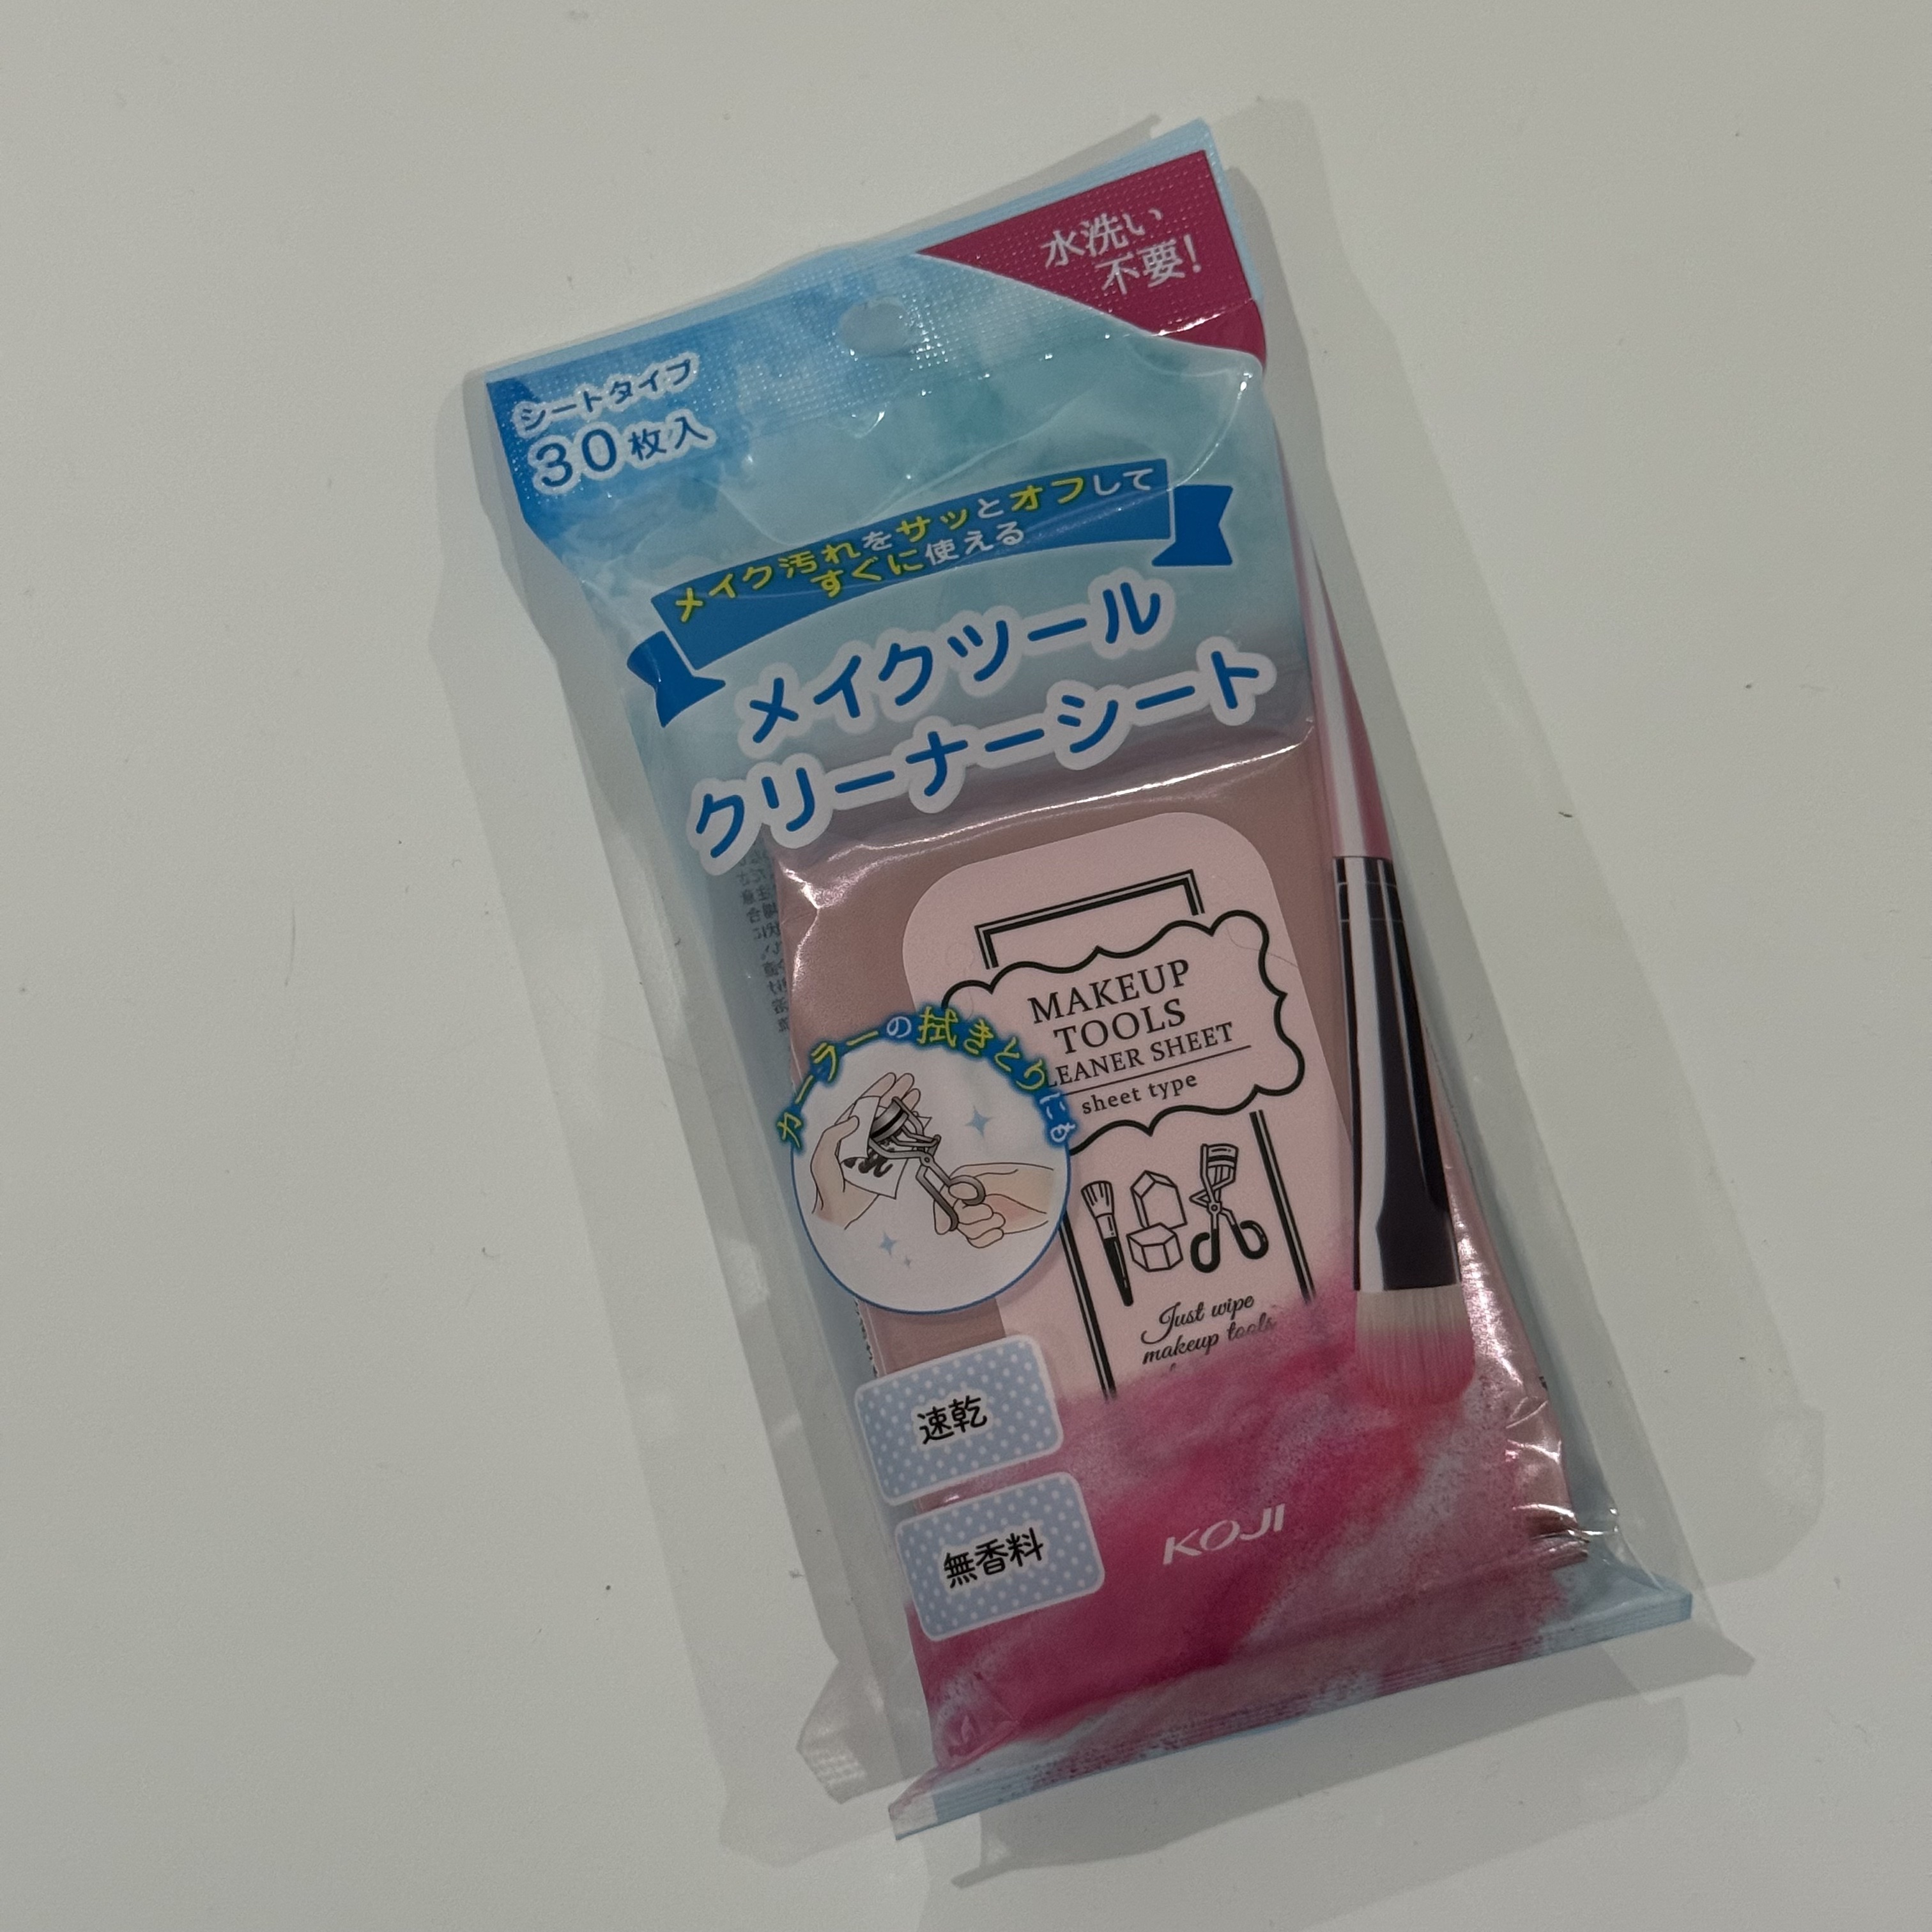 水洗い
不要!
シートタイプ
30枚入
メイク汚れをサッとオフして
すぐに使える
メイクツール
クリーナーシート
MAKEUP
TOOLS
LEANER SHEET
sheet type
カーラーの拭きとりにも
Just wipe
makeup tools
速乾
無香料
KOJI